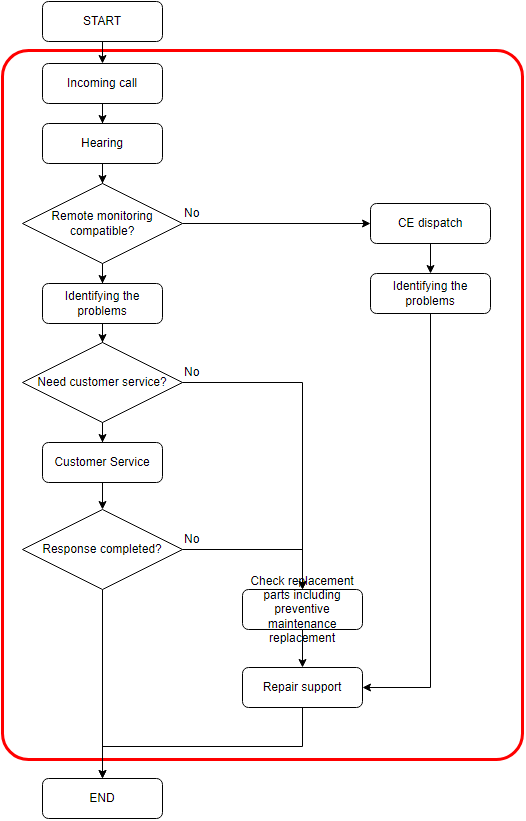 START
Incoming call
Hearing
Remote monitoring
compatible?
No
CE dispatch
Identifying the
problems
Identifying the
problems
Need customer service?
No
Customer Service
Response completed?
No
Check replacement
parts including
preventive
maintenance
replacement
Repair support
END